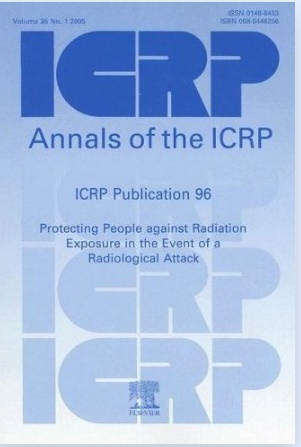 Volume 35 No. 1 2005
ISSN 0146-6453
ISBN 008-0446256
ICRP
Annals of the ICRP
ICRP Publication 96
Protecting People against Radiation
Exposure in the Event of a
Radiological Attack
ICRP
ICRP
ICRP
ELSEVIER